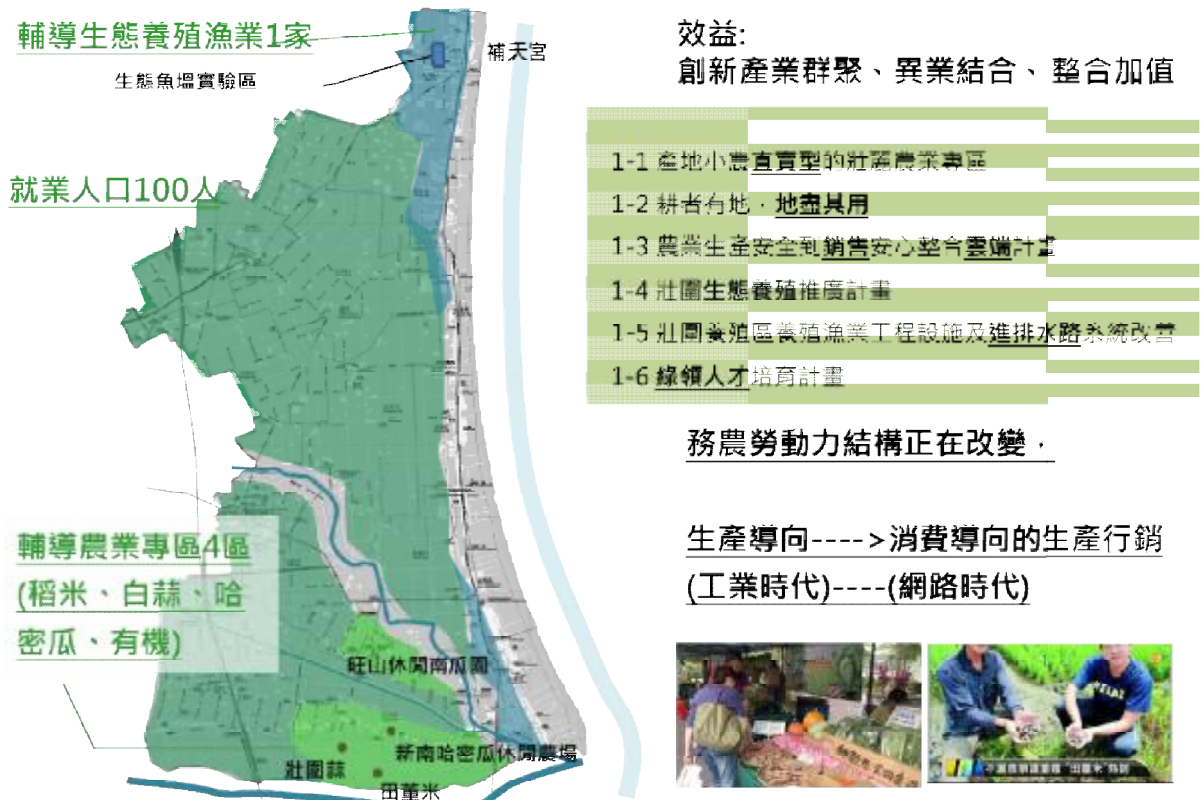 輔導生態養殖漁業1家
生態魚塭實驗區
補天宮
就業人口100人
輔導農業專區4區
(稻米、白蒜、哈
密瓜、有機)
旺山休閒南瓜園
新南哈密瓜休閒農場
壯圍蒜
田董米
效益:
創新產業群聚、異業結合、整合加值
1-1 產地小農直賣型的壯麗農業專區
1-2 耕者有地，地盡其用
1-3 農業生產安全到銷售安心整合雲端計畫
1-4 壯圍生態養殖推廣計畫
1-5 壯圍養殖區養殖漁業工程設施及進排水路系統改善
1-6 綠領人才培育計畫
務農勞動力結構正在改變，
生產導向---->消費導向的生產行銷
(工業時代)----(網路時代)